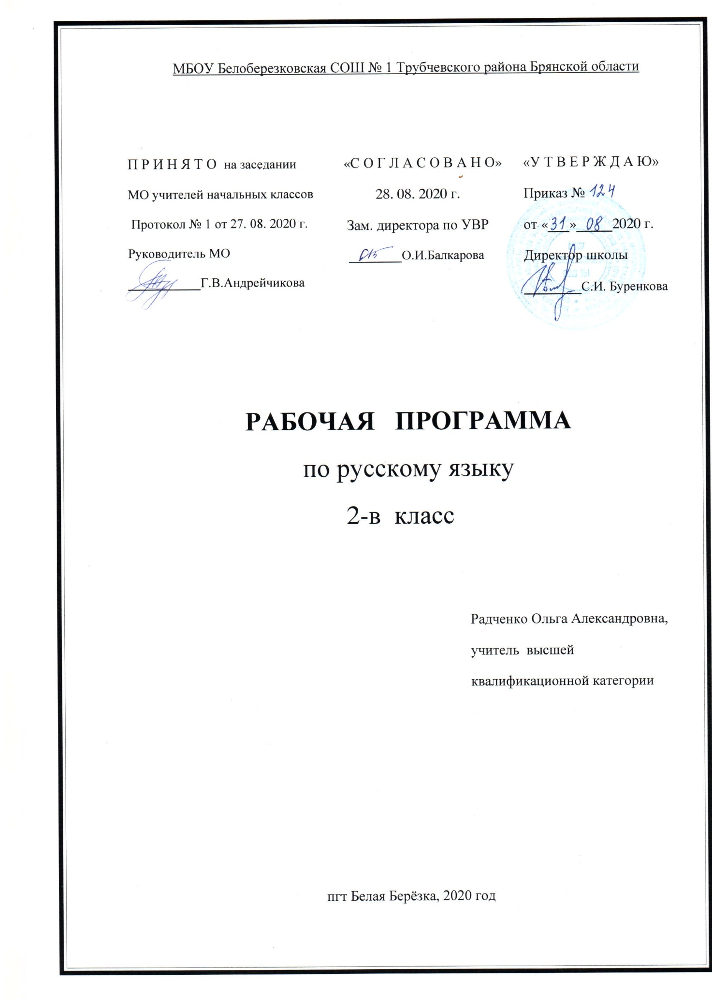 МБОУ Белоберезковская СОШ № 1 Трубчевского района Брянской области
П Р И Н Я Т О на заседании
МО учителей начальных классов
Протокол № 1 от 27. 08. 2020 г.
Руководитель МО
____________Г.В.Андрейчикова
«С О Г Л А С О В А Н О»
28. 08. 2020 г.
Зам. директора по УВР
________О.И.Балкарова
«У Т В Е Р Ж Д А Ю»
Приказ № 124
от «31» 08 2020 г.
Директор школы
_________С.И. Буренкова
РАБОЧАЯ ПРОГРАММА
по русскому языку
2-в класс
Радченко Ольга Александровна,
учитель высшей
квалификационной категории
пгт Белая Берёзка, 2020 год